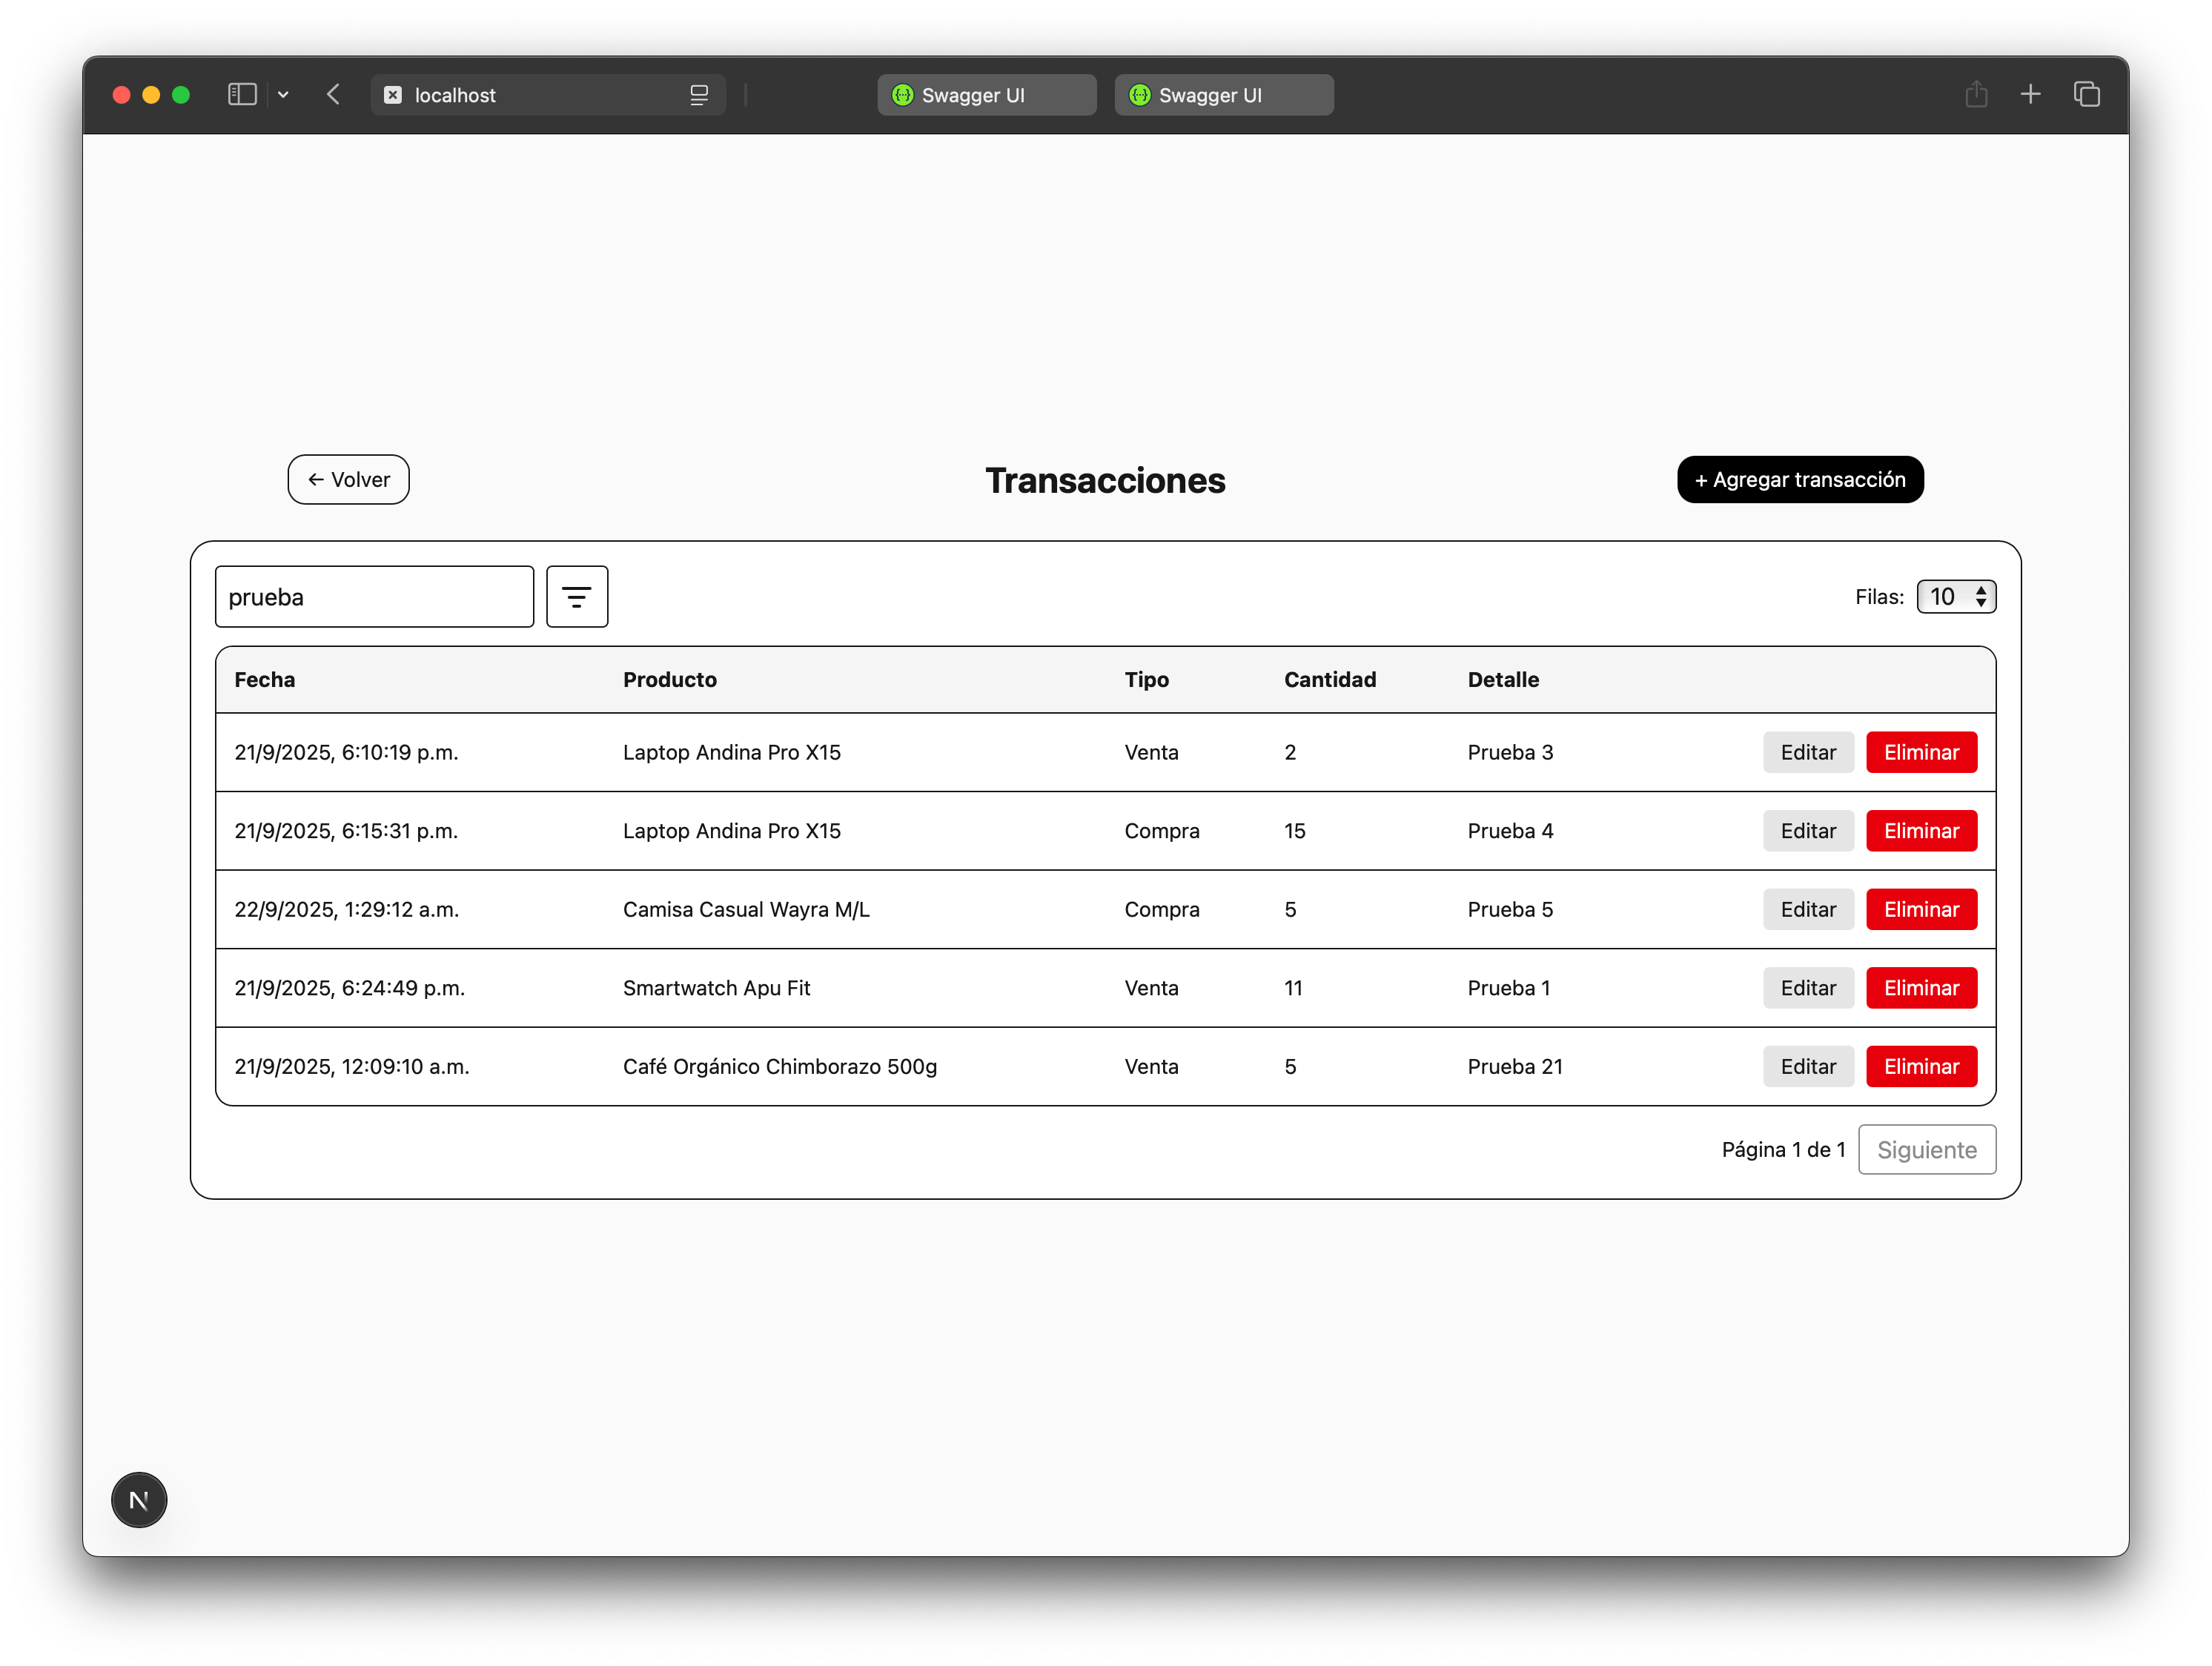 localhost Swagger UI Swagger UI
← Volver Transacciones + Agregar transacción
prueba Filas: 10
Fecha Producto Tipo Cantidad Detalle
21/9/2025, 6:10:19 p.m. Laptop Andina Pro X15 Venta 2 Prueba 3 Editar Eliminar
21/9/2025, 6:15:31 p.m. Laptop Andina Pro X15 Compra 15 Prueba 4 Editar Eliminar
22/9/2025, 1:29:12 a.m. Camisa Casual Wayra M/L Compra 5 Prueba 5 Editar Eliminar
21/9/2025, 6:24:49 p.m. Smartwatch Apu Fit Venta 11 Prueba 1 Editar Eliminar
21/9/2025, 12:09:10 a.m. Café Orgánico Chimborazo 500g Venta 5 Prueba 21 Editar Eliminar
Página 1 de 1 Siguiente
N